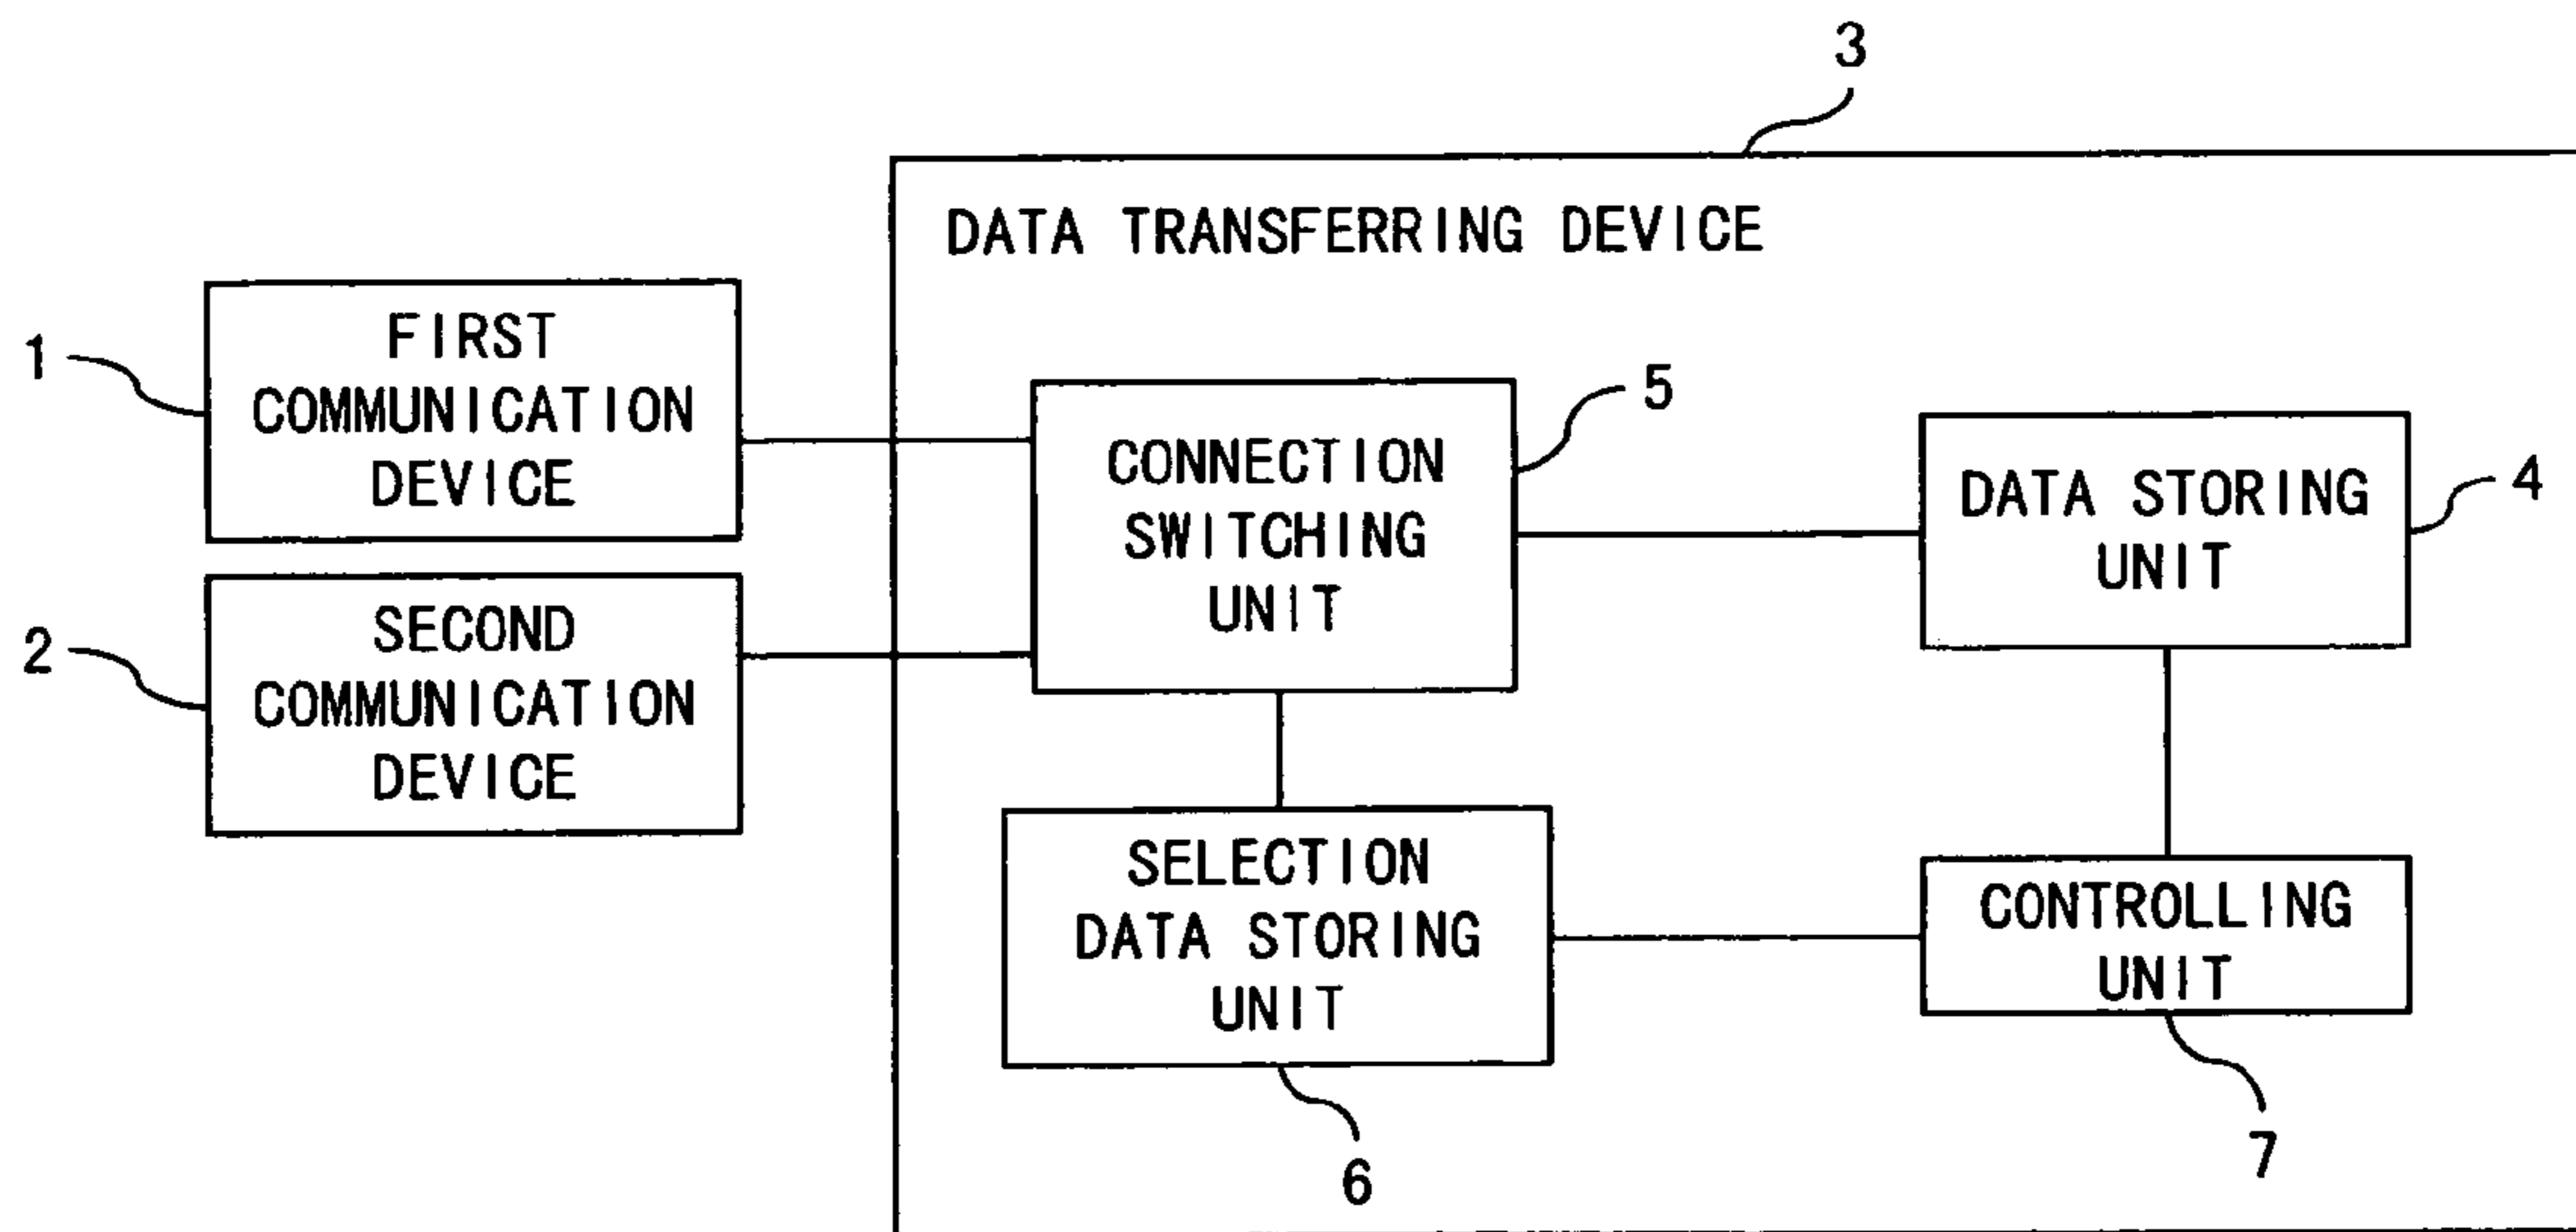 3
DATA TRANSFERRING DEVICE
1
FIRST
COMMUNICATION
DEVICE
2
SECOND
COMMUNICATION
DEVICE
5
CONNECTION
SWITCHING
UNIT
4
DATA STORING
UNIT
SELECTION
DATA STORING
UNIT
6
CONTROLLING
UNIT
7